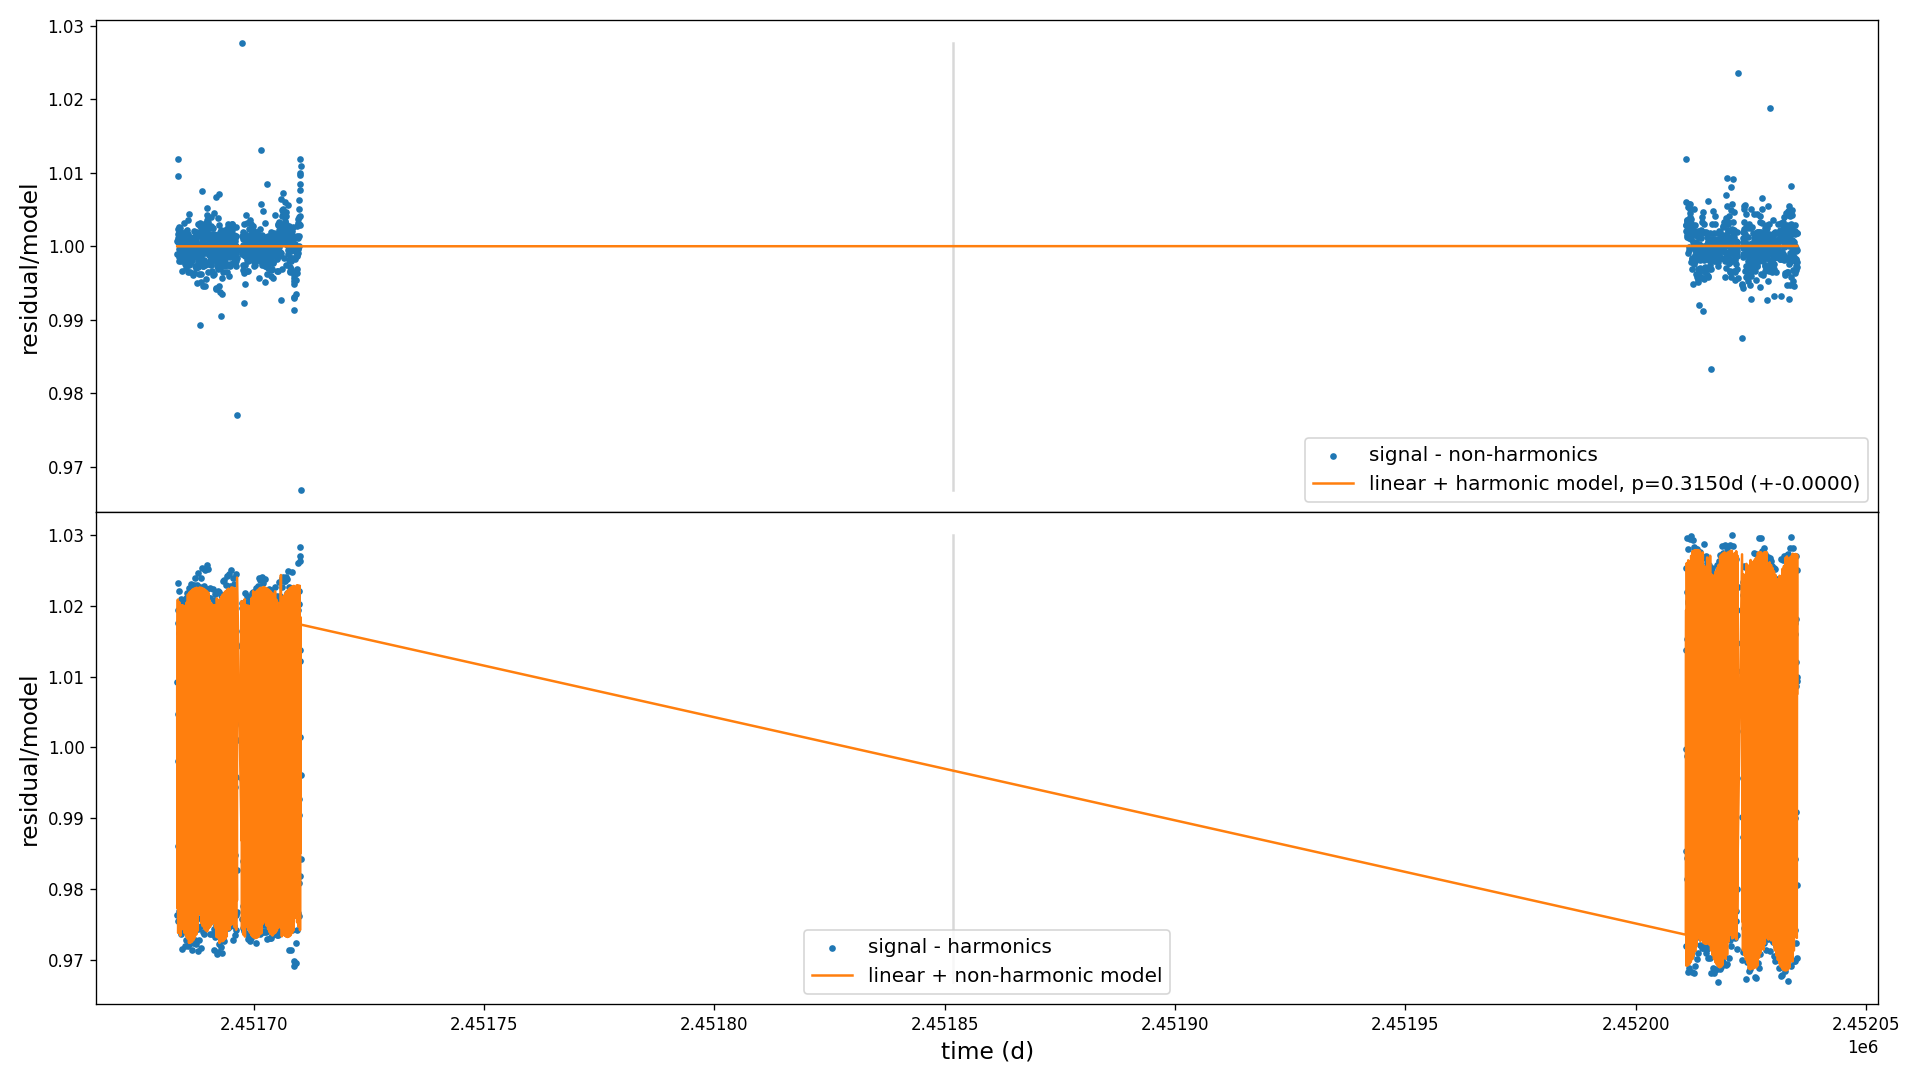 1.03
1.02
1.01
1.00
0.99
0.98
0.97
residual/model
signal - non-harmonics
linear + harmonic model, p=0.3150d (+-0.0000)
1.03
1.02
1.01
1.00
0.99
0.98
0.97
residual/model
signal - harmonics
linear + non-harmonic model
2.45170 2.45175 2.45180 2.45185 2.45190 2.45195 2.45200 2.45205
1e6
time (d)